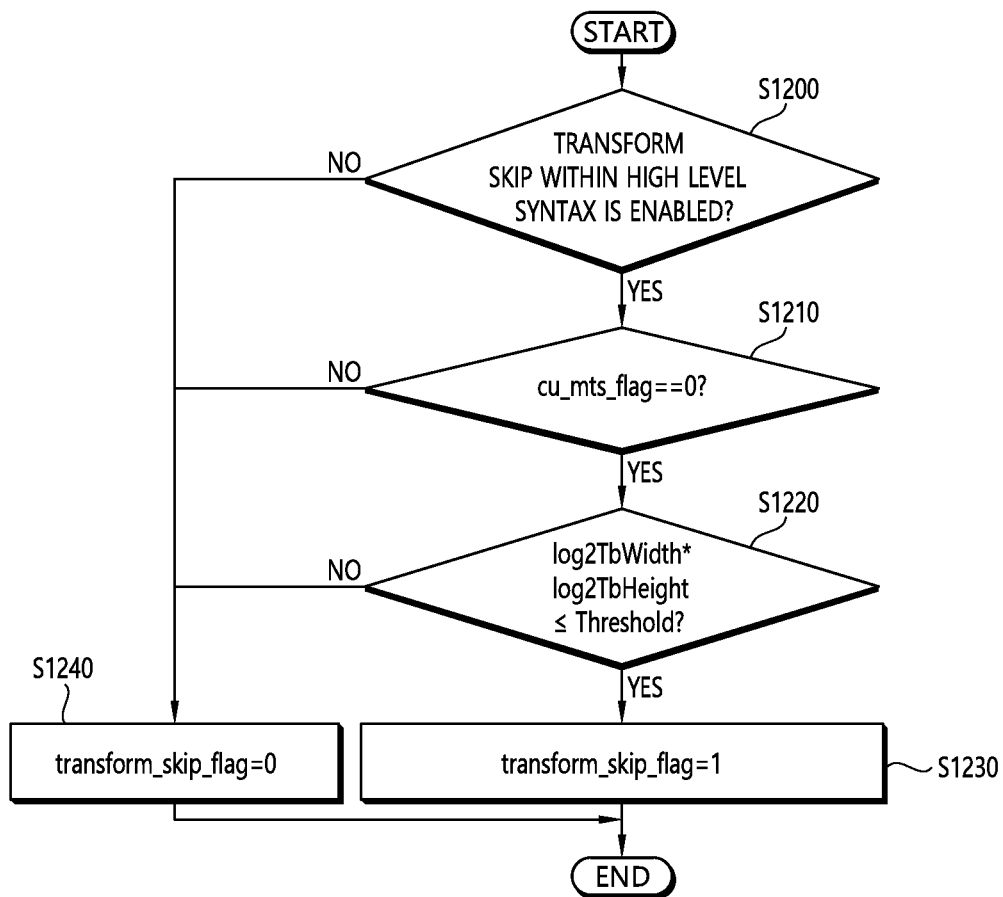 START
S1200
TRANSFORM
SKIP WITHIN HIGH LEVEL
SYNTAX IS ENABLED?
NO
YES
S1210
cu_mts_flag==0?
NO
YES
S1220
log2TbWidth*
log2TbHeight
≤ Threshold?
NO
YES
S1240
transform_skip_flag=0
transform_skip_flag=1
S1230
END